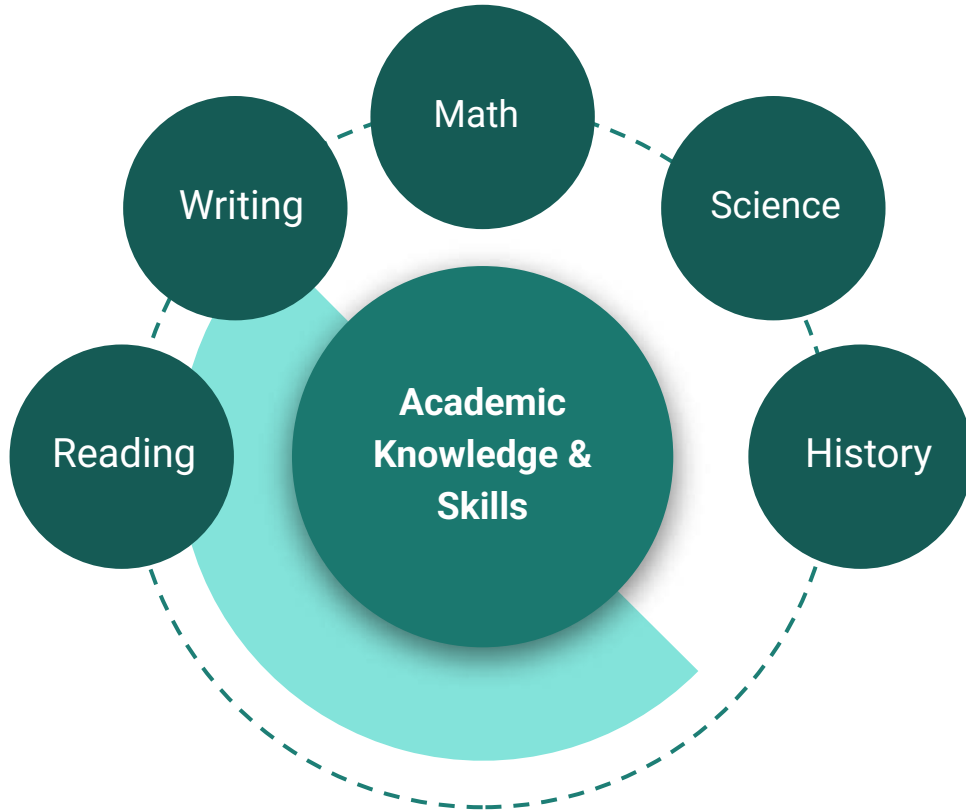 Math
Writing
Science
Reading
Academic
Knowledge &
Skills
History